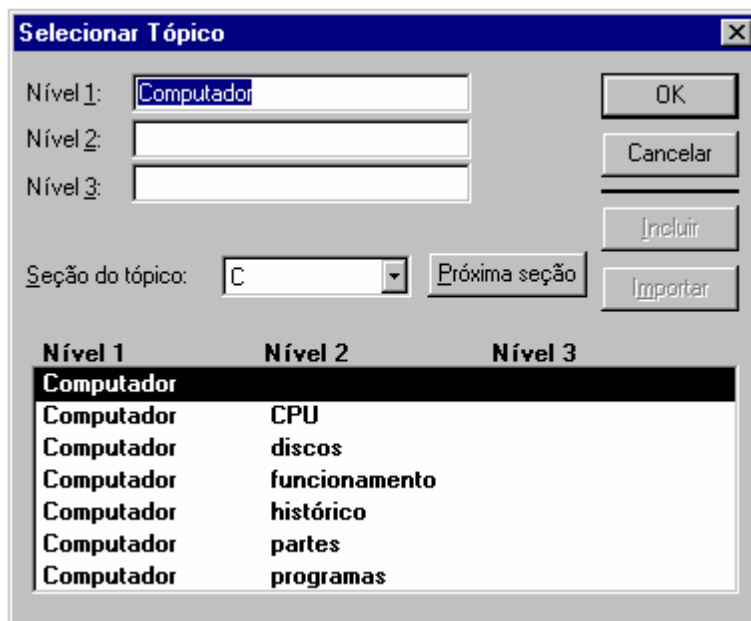 Selecionar Tópico
Nível 1: Computador
OK
Nível 2:
Cancelar
Nível 3:
Incluir
Seção do tópico: C Próxima seção
Importar
Nível 1 Nível 2 Nível 3
Computador
Computador CPU
Computador discos
Computador funcionamento
Computador histórico
Computador partes
Computador programas